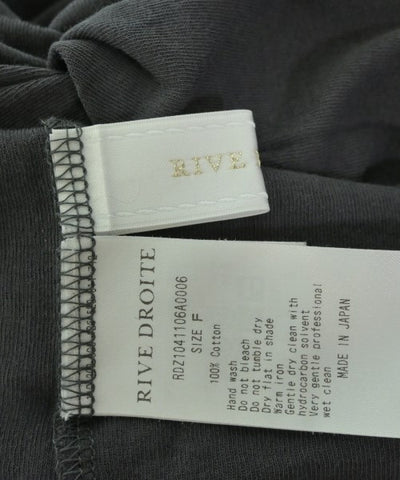 RIVE
RIVE DROITE
RDZ1041106A0006
SIZE F
100% Cotton
Hand wash
Do not bleach
Do not tumble dry
Dry flat in shade
Warm iron
Gentle dry clean with
hydrocarbon solvent
Very gentle professional
wet clean
MADE IN JAPAN